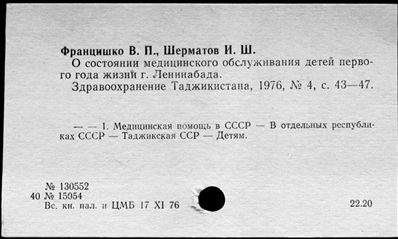 Францишко В. П., Шерматов И. Ш.
О состоянии медицинского обслуживания детей перво-
го года жизни г. Ленинабада.
Здравоохранение Таджикистана, 1976, № 4, с. 43—47.
— — 1. Медицинская помощь в СССР — В отдельных республи-
ках СССР — Таджикская ССР — Детям.
№ 130552
40 № 15054
Вс. кн. пал. и ЦМБ 17 XI 76
22.20